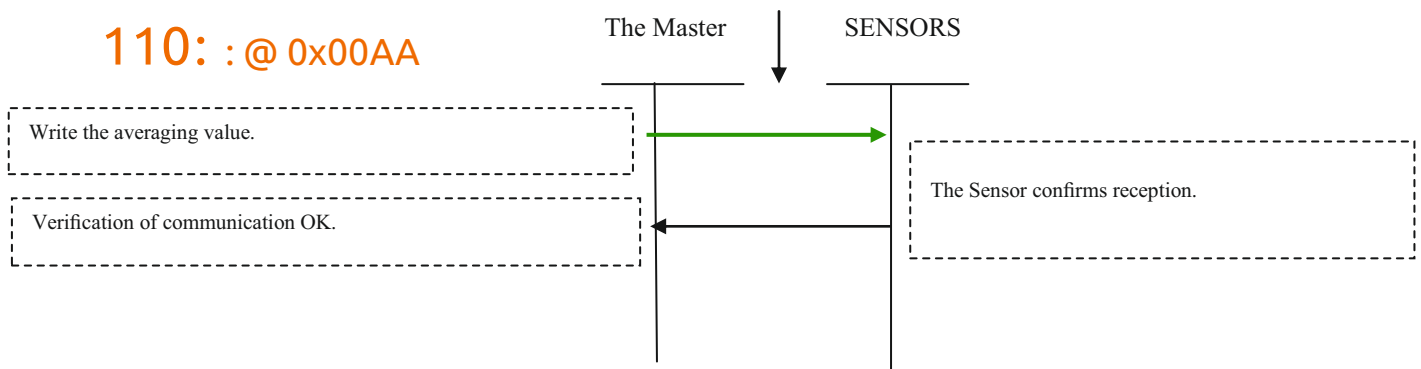 110: : @ 0x00AA
The Master
SENSORS
Write the averaging value.
The Sensor confirms reception.
Verification of communication OK.